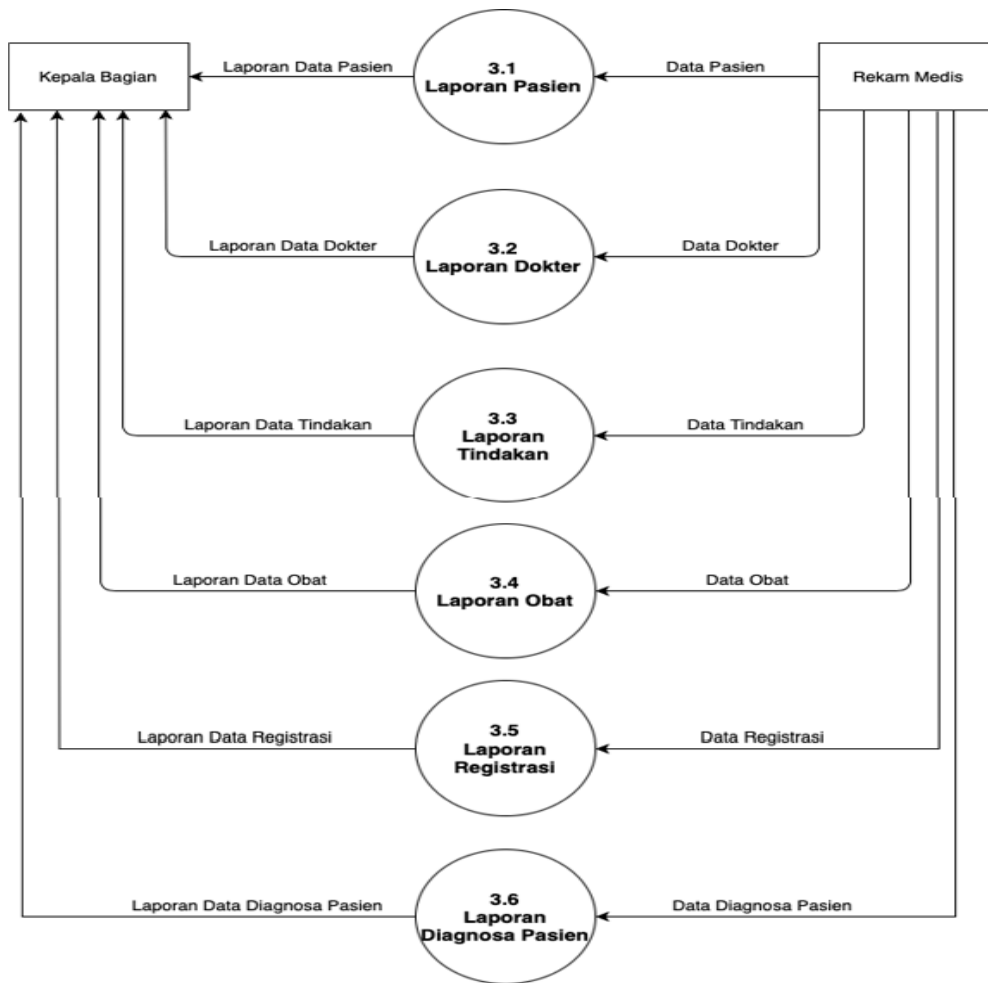 Kepala Bagian
Laporan Data Pasien
3.1
Laporan Pasien
Data Pasien
Rekam Medis
Laporan Data Dokter
3.2
Laporan Dokter
Data Dokter
Laporan Data Tindakan
3.3
Laporan
Tindakan
Data Tindakan
Laporan Data Obat
3.4
Laporan Obat
Data Obat
Laporan Data Registrasi
3.5
Laporan
Registrasi
Data Registrasi
Laporan Data Diagnosa Pasien
3.6
Laporan
Diagnosa Pasien
Data Diagnosa Pasien